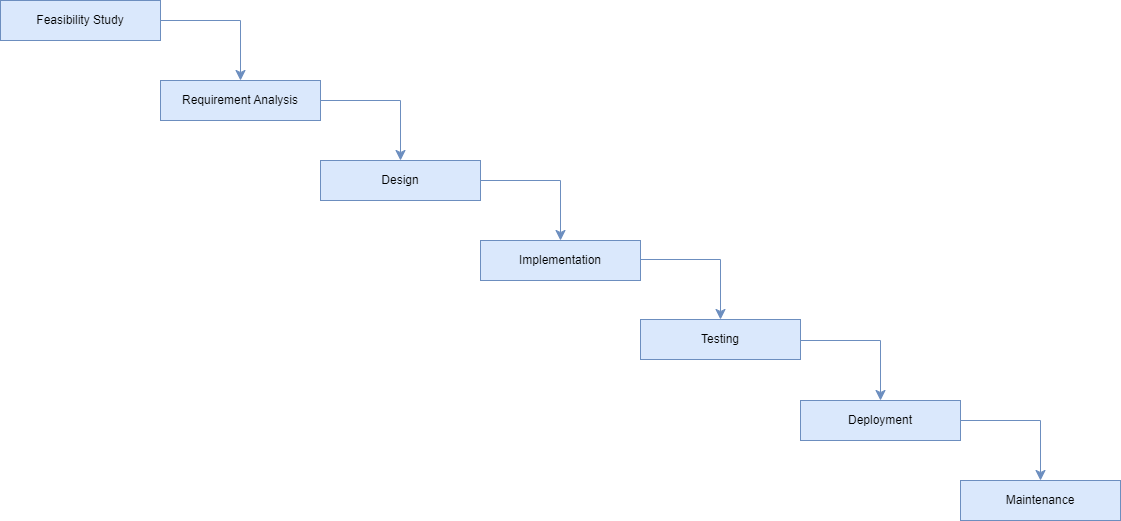 Feasibility Study
Requirement Analysis
Design
Implementation
Testing
Deployment
Maintenance